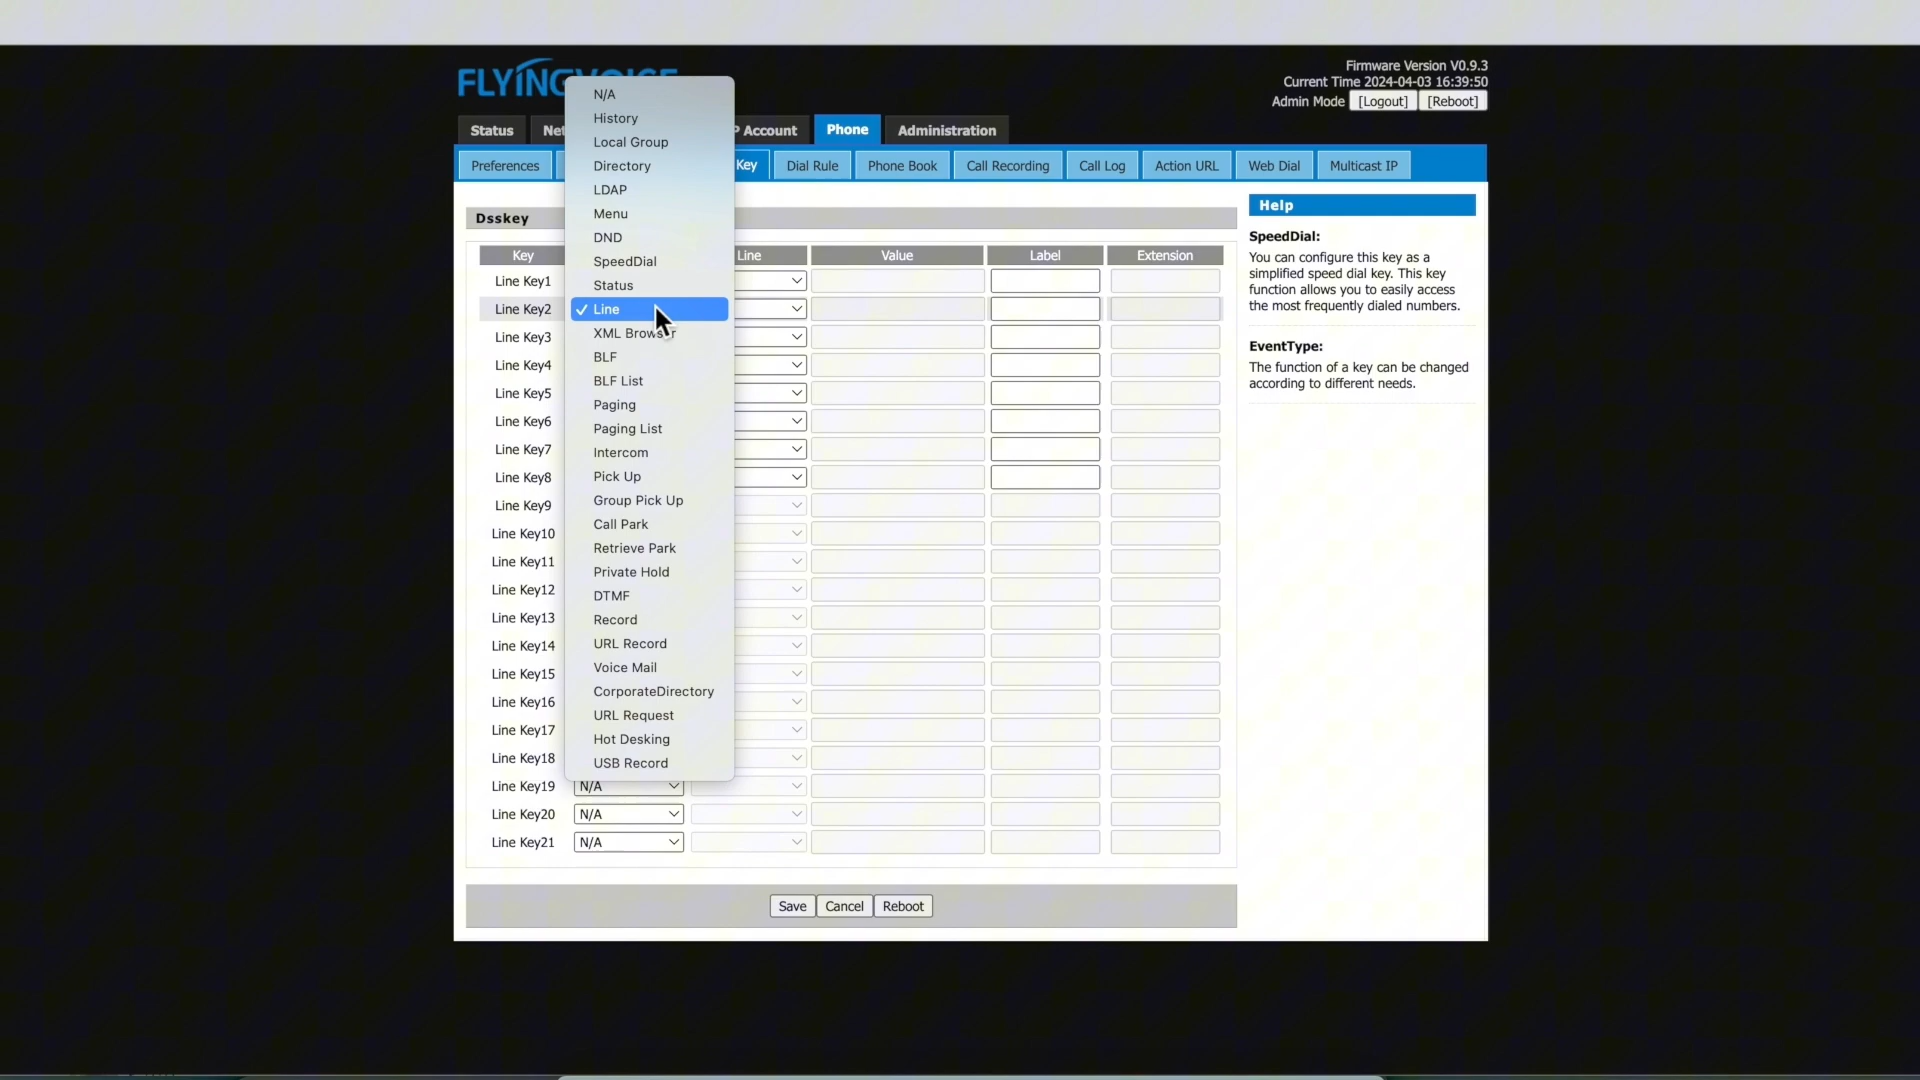 FLYINGVOICE
Firmware Version V0.9.3
Current Time 2024-04-03 16:39:50
Admin Mode [Logout] [Reboot]
Status Net P Account Phone Administration
Preferences Key Dial Rule Phone Book Call Recording Call Log Action URL Web Dial Multicast IP
Dsskey
Key Line Value Label Extension
Line Key1
Line Key2
Line Key3
Line Key4
Line Key5
Line Key6
Line Key7
Line Key8
Line Key9
Line Key10
Line Key11
Line Key12
Line Key13
Line Key14
Line Key15
Line Key16
Line Key17
Line Key18
Line Key19 N/A
Line Key20 N/A
Line Key21 N/A
N/A
History
Local Group
Directory
LDAP
Menu
DND
SpeedDial
Status
✓ Line
XML Browser
BLF
BLF List
Paging
Paging List
Intercom
Pick Up
Group Pick Up
Call Park
Retrieve Park
Private Hold
DTMF
Record
URL Record
Voice Mail
CorporateDirectory
URL Request
Hot Desking
USB Record
Save Cancel Reboot
Help
SpeedDial:
You can configure this key as a
simplified speed dial key. This key
function allows you to easily access
the most frequently dialed numbers.
EventType:
The function of a key can be changed
according to different needs.